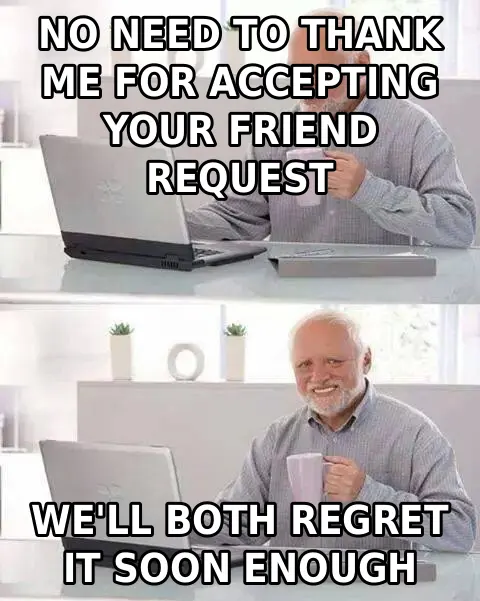 NO NEED TO THANK
ME FOR ACCEPTING
YOUR FRIEND
REQUEST
WE'LL BOTH REGRET
IT SOON ENOUGH